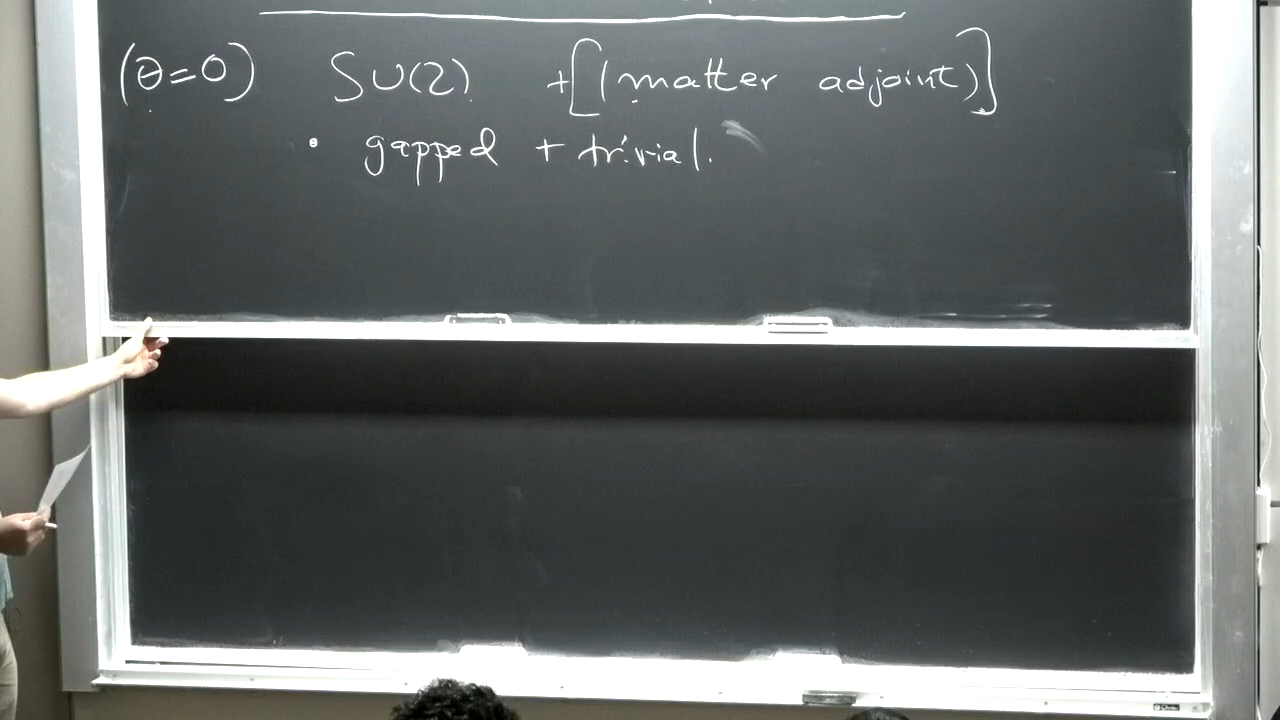 (θ=0) SU(2) +[(matter adjoint)]
• gapped + trivial.